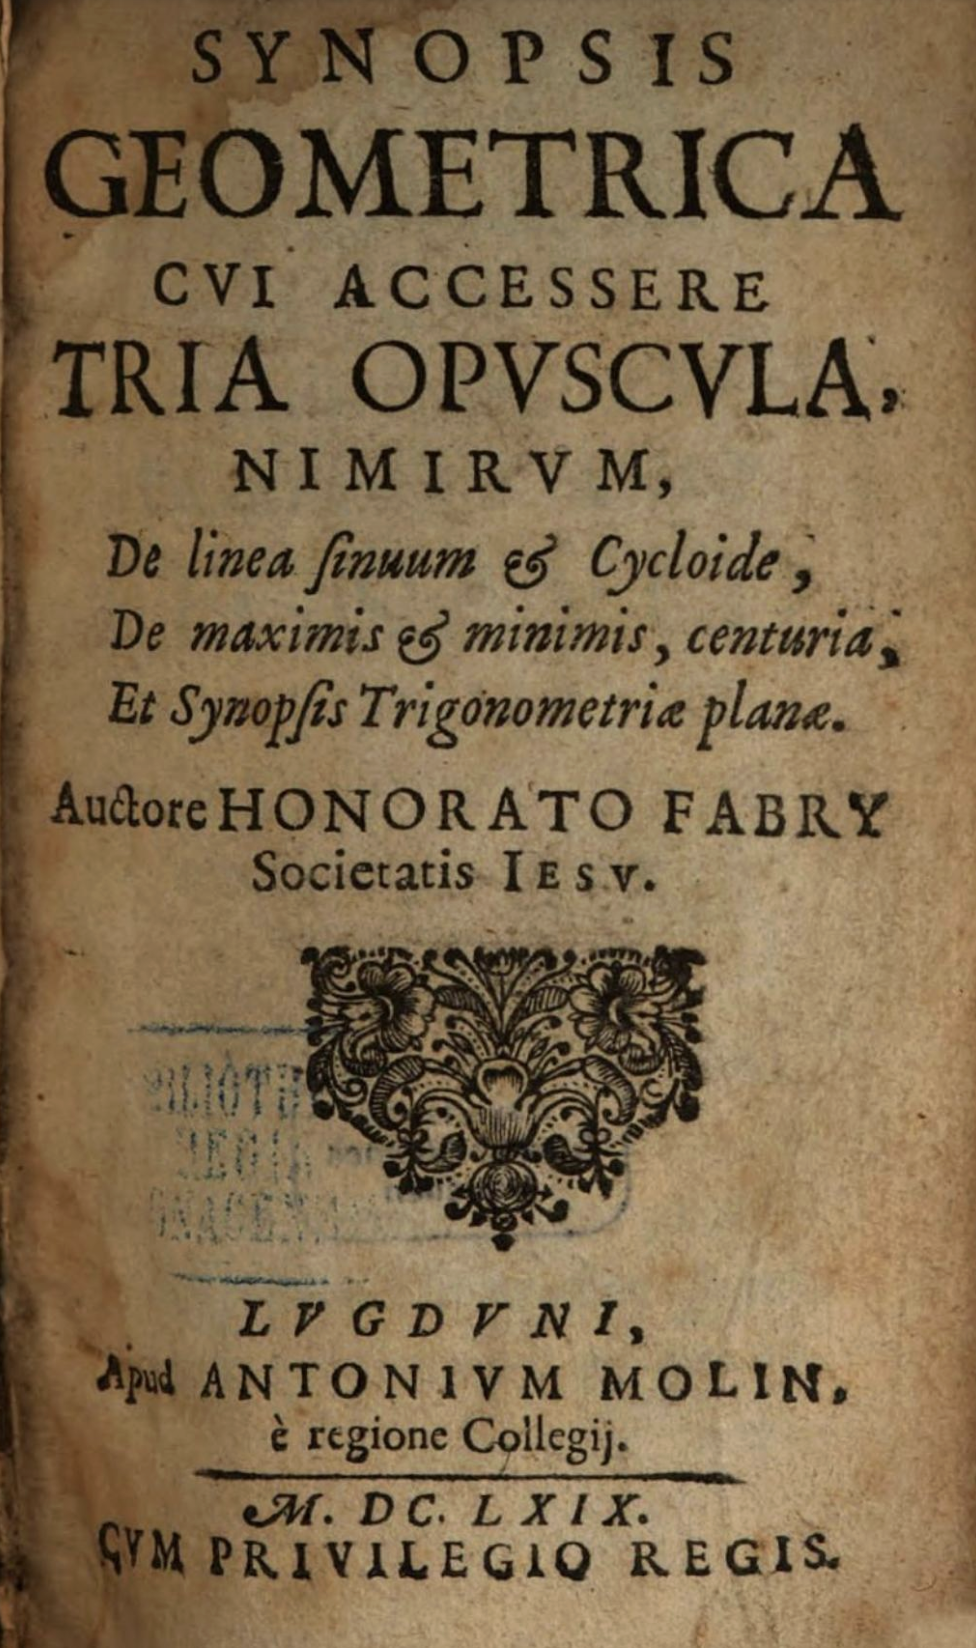 SYNOPSIS
GEOMETRICA
CVI ACCESSERE
TRIA OPVSCVLA,
NIMIRVM,
De linea ſinuum & Cycloide,
De maximis & minimis, centuria,
Et Synopſis Trigonometriæ planæ.
Auctore HONORATO FABRY
Societatis IESV.
LVGDVNI,
Apud ANTONIVM MOLIN,
è regione Collegij.
M. DC. LXIX.
CVM PRIVILEGIO REGIS.